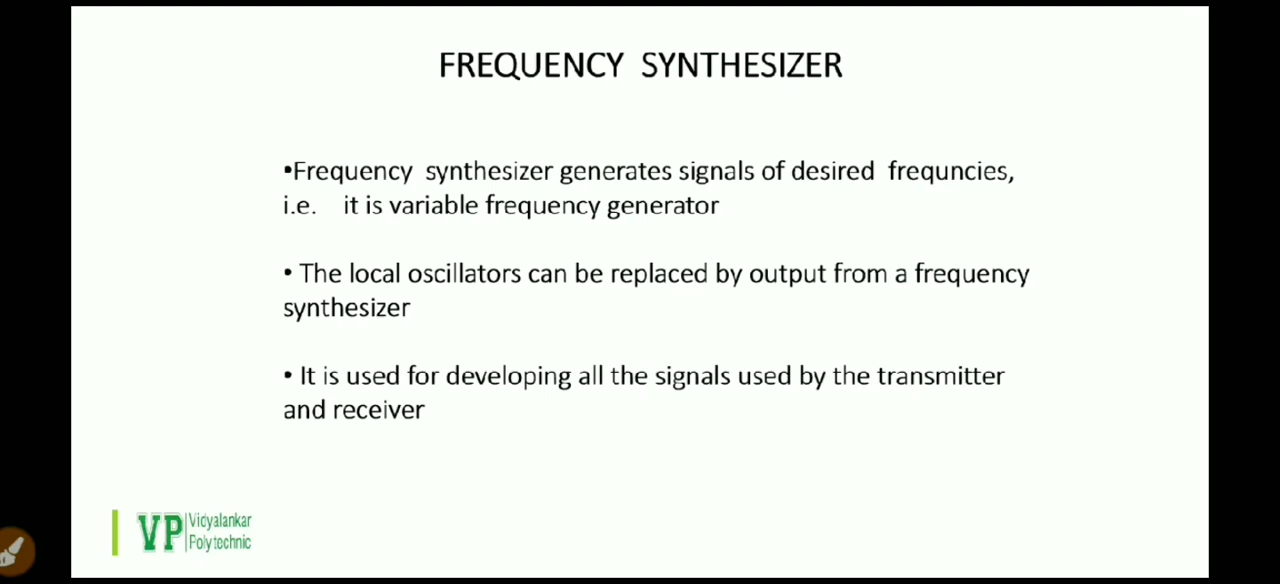 FREQUENCY SYNTHESIZER
•Frequency synthesizer generates signals of desired frequncies,
i.e. it is variable frequency generator
• The local oscillators can be replaced by output from a frequency
synthesizer
• It is used for developing all the signals used by the transmitter
and receiver
VP
Vidyalankar
Polytechnic